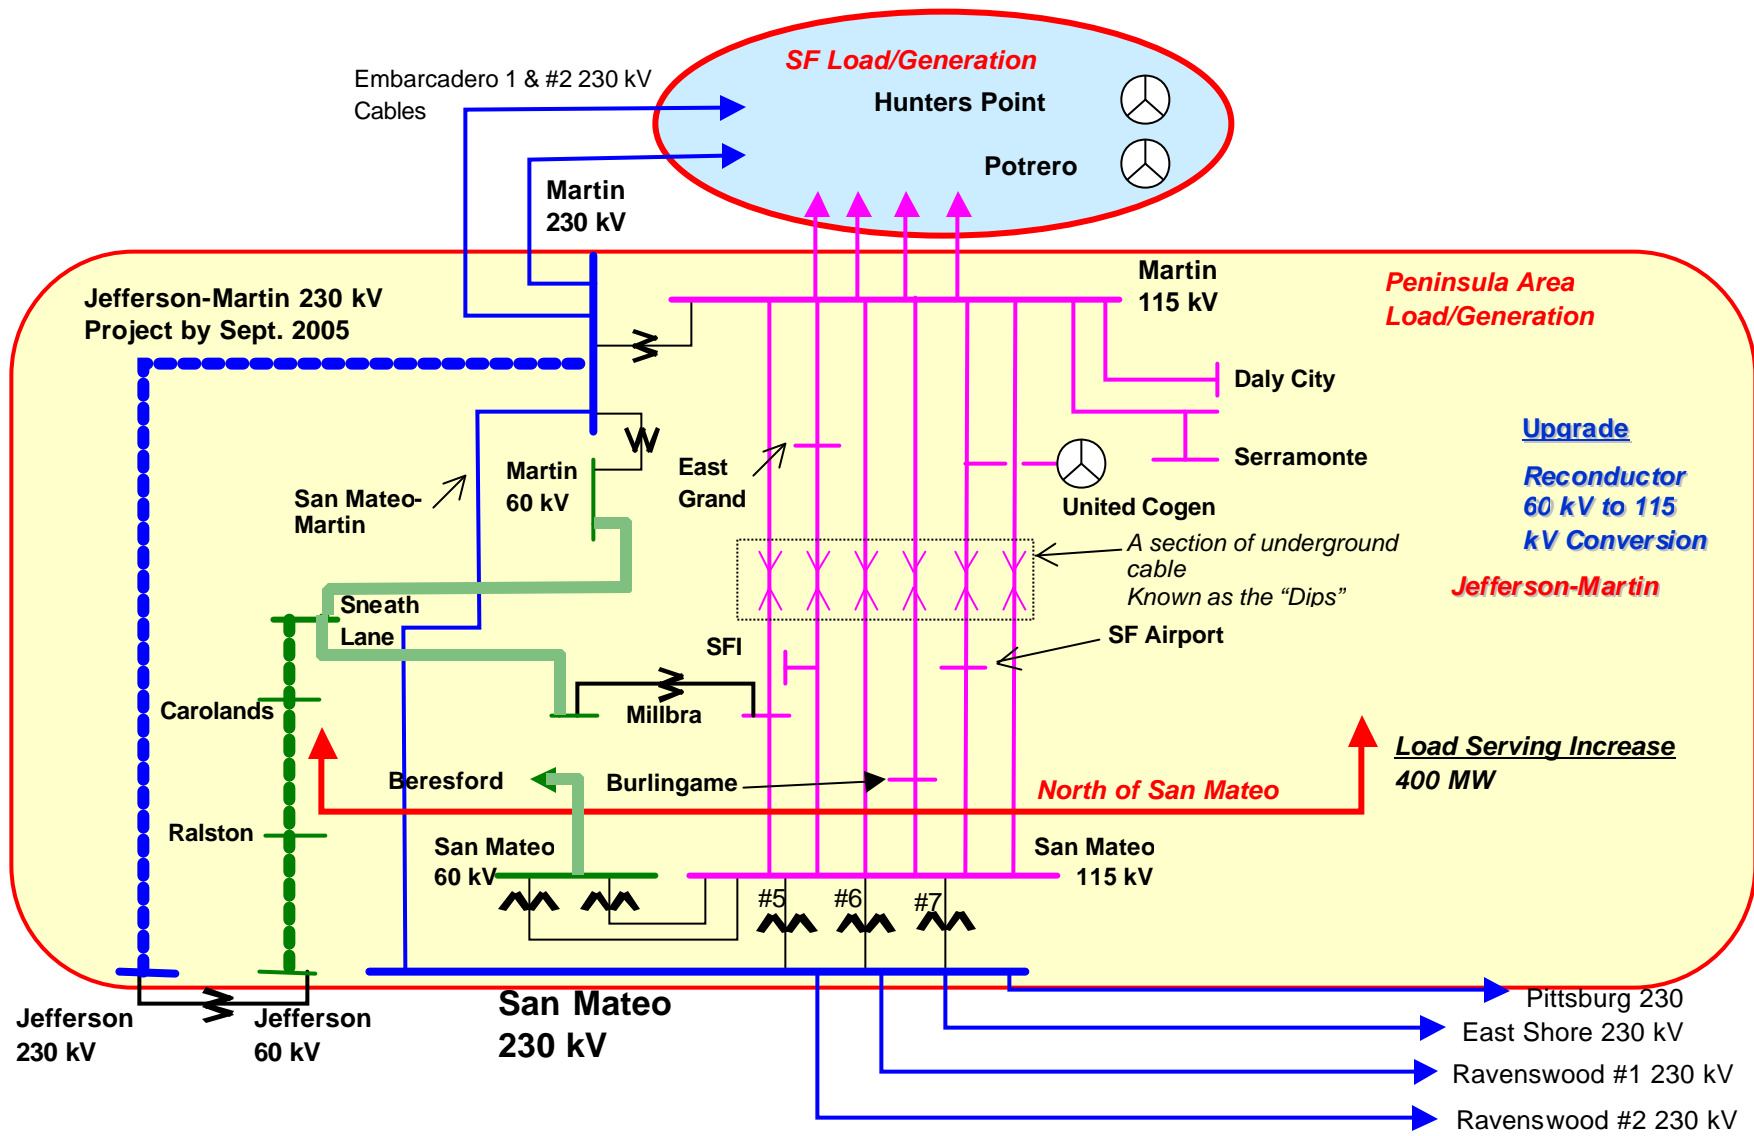 SF Load/Generation
Embarcadero 1 & #2 230 kV
Cables
Hunters Point
Potrero
Martin
230 kV
Martin
115 kV
Peninsula Area
Load/Generation
Jefferson-Martin 230 kV
Project by Sept. 2005
Daly City
Serramonte
Upgrade
Reconductor
60 kV to 115
kV Conversion
Jefferson-Martin
San Mateo-
Martin
Martin
60 kV
East
Grand
United Cogen
A section of underground
cable
Known as the “Dips”
Sneath
Lane
SFI
SF Airport
Carolands
Millbra
Load Serving Increase
400 MW
Beresford
Burlingame
North of San Mateo
Ralston
San Mateo
60 kV
San Mateo
115 kV
#5
#6
#7
San Mateo
230 kV
Jefferson
230 kV
Jefferson
60 kV
Pittsburg 230
East Shore 230 kV
Ravenswood #1 230 kV
Ravenswood #2 230 kV